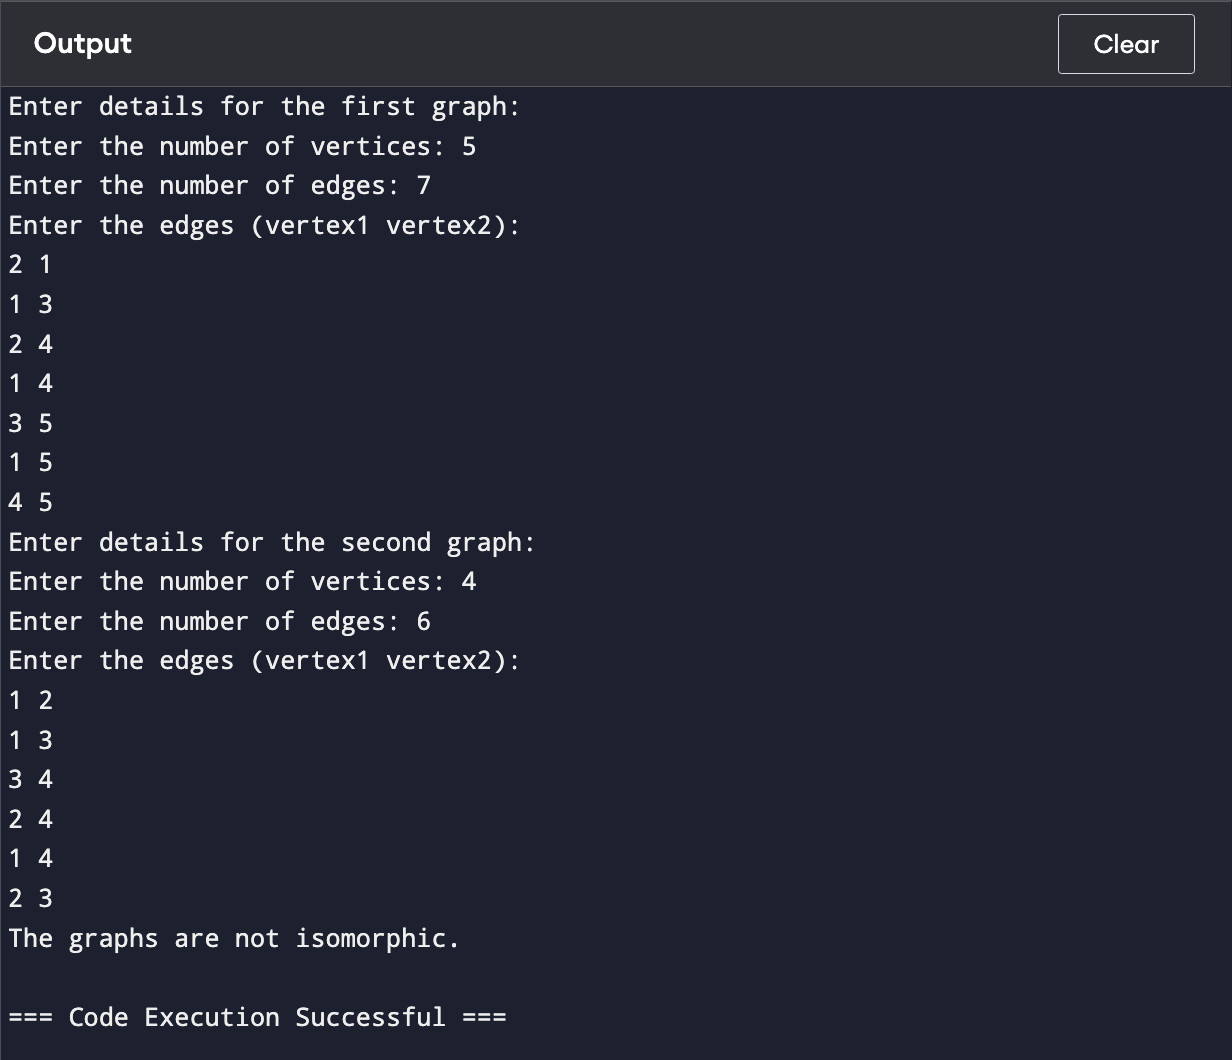 Output
Clear
Enter details for the first graph:
Enter the number of vertices: 5
Enter the number of edges: 7
Enter the edges (vertex1 vertex2):
2 1
1 3
2 4
1 4
3 5
1 5
4 5
Enter details for the second graph:
Enter the number of vertices: 4
Enter the number of edges: 6
Enter the edges (vertex1 vertex2):
1 2
1 3
3 4
2 4
1 4
2 3
The graphs are not isomorphic.
=== Code Execution Successful ===